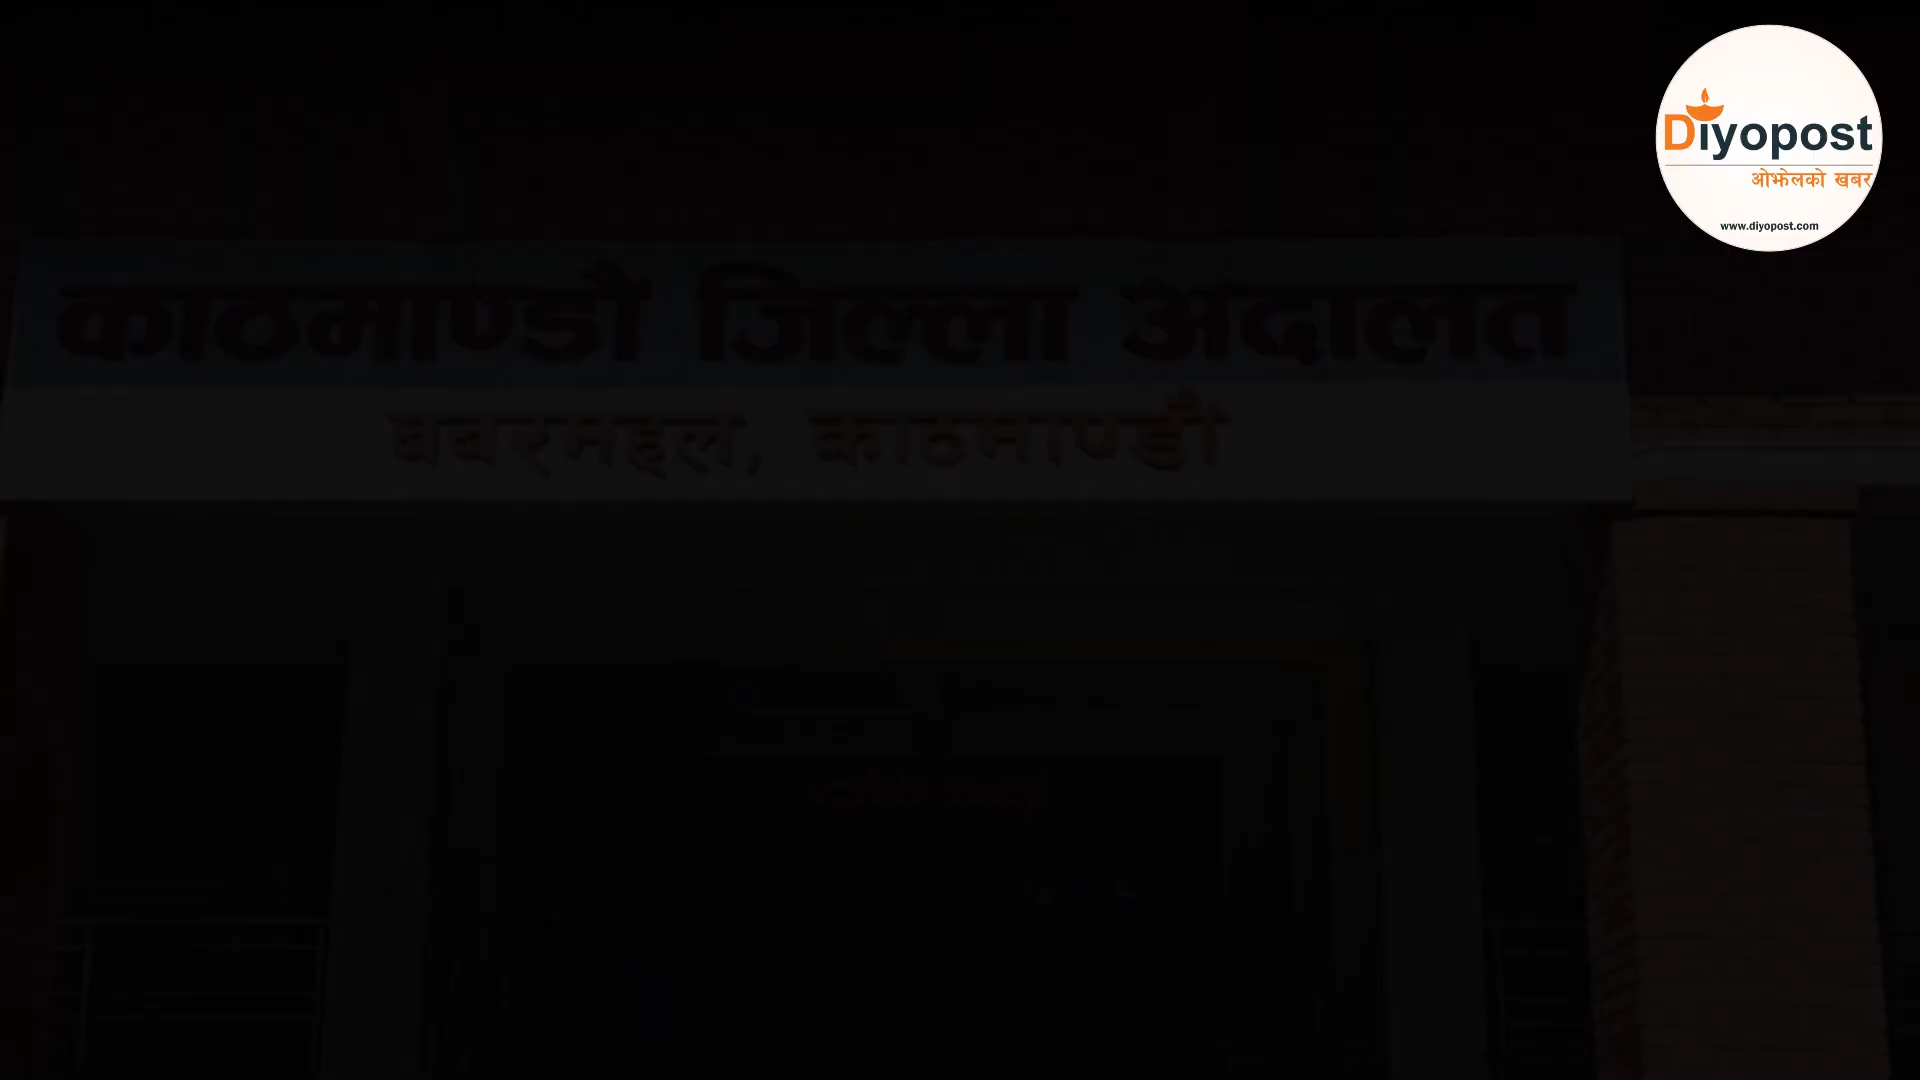 Diyopost
ओझेलको खबर
www.diyopost.com
काठमाण्डौ जिल्ला अदालत
बबरमहल, काठमाण्डौ